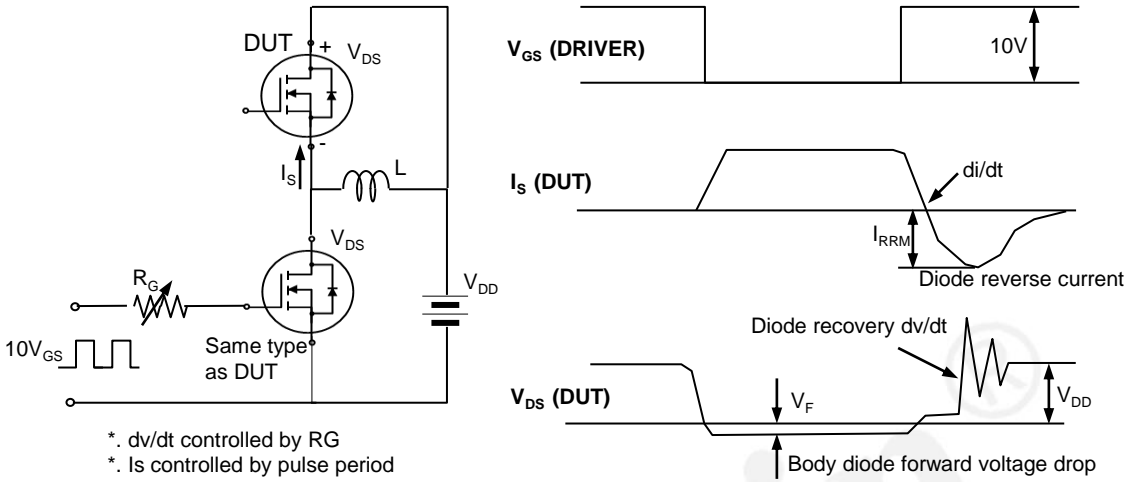 DUT
+
V_DS
-
I_S
L
V_DS
R_G
V_DD
10V_GS
Same type
as DUT
*. dv/dt controlled by RG
*. Is controlled by pulse period
V_GS (DRIVER)
10V
I_S (DUT)
di/dt
I_RRM
Diode reverse current
Diode recovery dv/dt
V_DS (DUT)
V_F
V_DD
Body diode forward voltage drop